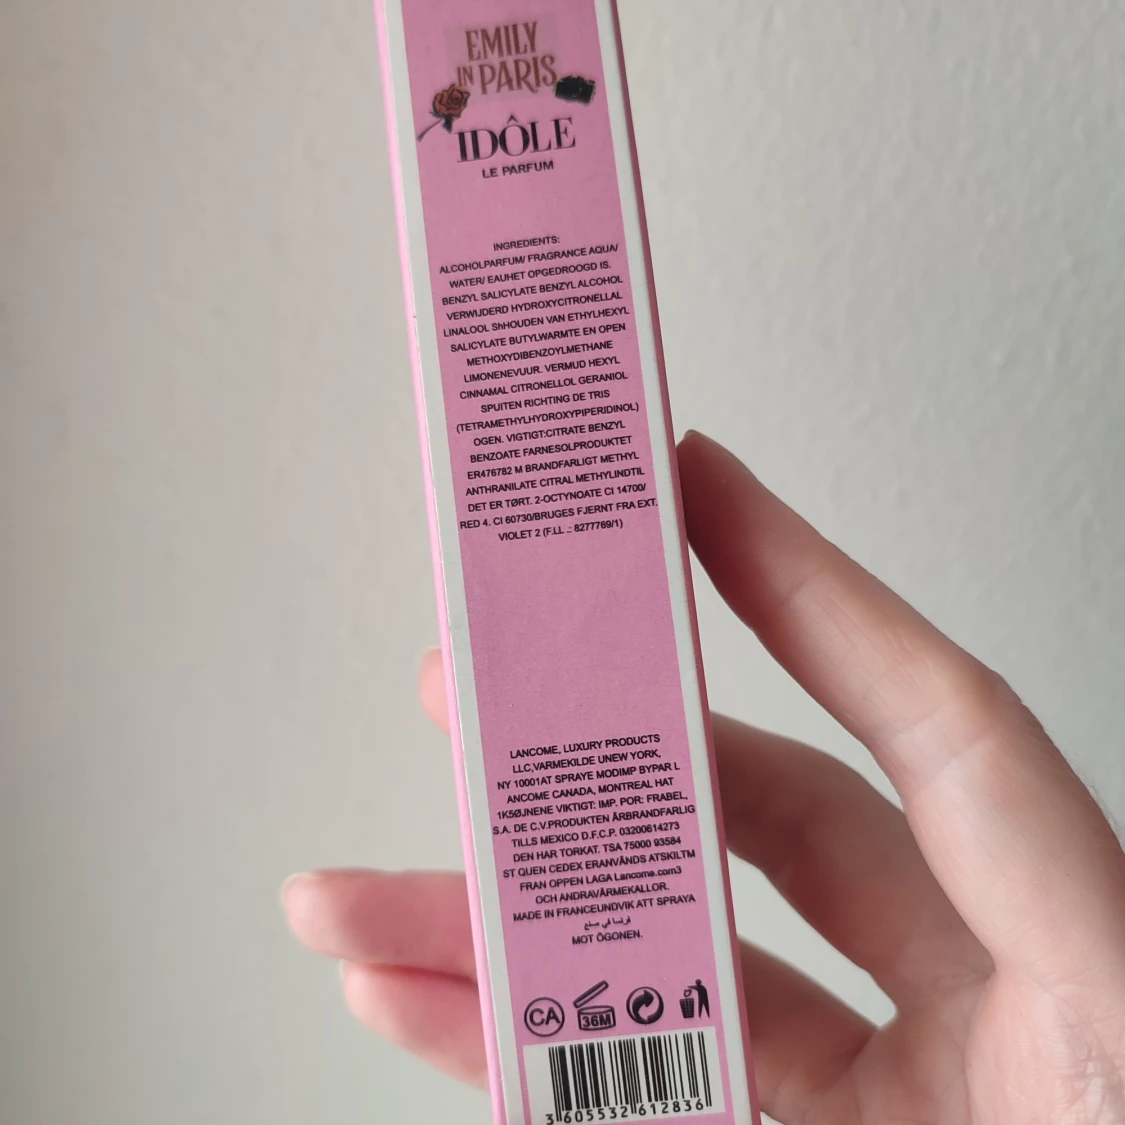 EMILY
IN PARIS
IDÔLE
LE PARFUM
INGREDIENTS:
ALCOHOLPARFUM/ FRAGRANCE AQUA/
WATER/ EAUHET OPGEDROOGD IS.
BENZYL SALICYLATE BENZYL ALCOHOL
VERWIJDERD HYDROXYCITRONELLAL
LINALOOL ShHOUDEN VAN ETHYLHEXYL
SALICYLATE BUTYLWARMTE EN OPEN
METHOXYDIBENZOYLMETHANE
LIMONENEVUUR. VERMUD HEXYL
CINNAMAL CITRONELLOL GERANIOL
SPUITEN RICHTING DE TRIS
(TETRAMETHYLHYDROXYPIPERIDINOL)
OGEN. VIGTIGT:CITRATE BENZYL
BENZOATE FARNESOLPRODUKTET
ER476782 M BRANDFARLIGT METHYL
ANTHRANILATE CITRAL METHYLINDTIL
DET ER TØRT. 2-OCTYNOATE CI 14700/
RED 4. CI 60730/BRUGES FJERNT FRA EXT.
VIOLET 2 (F.I.L .: 8277769/1)
LANCOME, LUXURY PRODUCTS
LLC,VARMEKILDE UNEW YORK,
NY 10001AT SPRAYE MODIMP BYPAR L
ANCOME CANADA, MONTREAL HAT
1K5ØJNENE VIKTIGT: IMP. POR: FRABEL,
S.A. DE C.V.PRODUKTEN ÄRBRANDFARLIG
TILLS MEXICO D.F.C.P. 03200614273
DEN HAR TORKAT. TSA 75000 93584
ST QUEN CEDEX ERANVÄNDS ATSKILTM
FRAN OPPEN LAGA Lancome.com3
OCH ANDRAVÄRMEKALLOR.
MADE IN FRANCEUNDVIK ATT SPRAYA
فرنسا في صنع
MOT ÖGONEN.
CA
36M
3 605532 612836